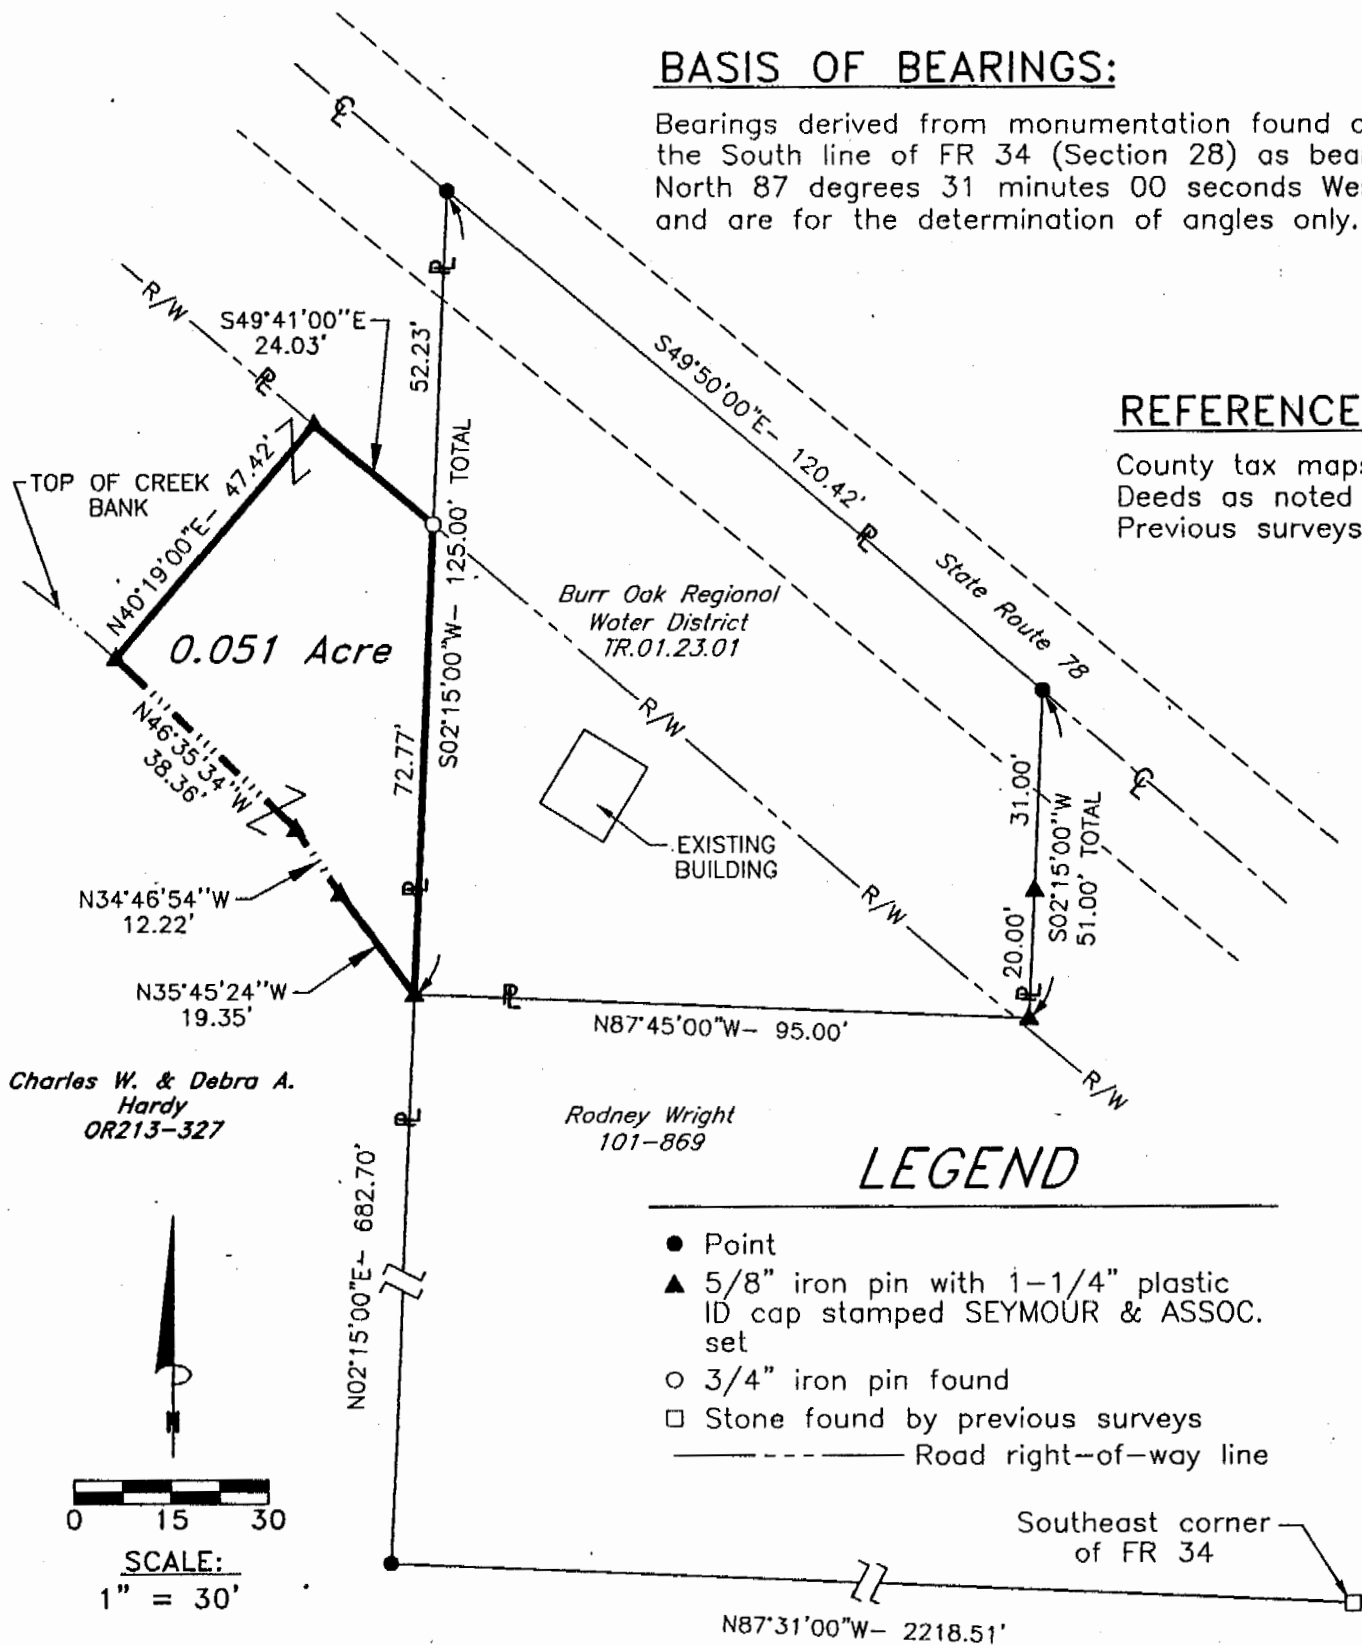 BASIS OF BEARINGS:
Bearings derived from monumentation found
the South line of FR 34 (Section 28) as
North 87 degrees 31 minutes 00 seconds
and are for the determination of angles only.
REFERENCE
County tax maps
Deeds as noted
Previous surveys
R/W
S49°41'00"E
24.03'
52.23'
S49°50'00"E- 120.42'
TOP OF CREEK
BANK
N40°19'00"E- 47.42'
S02°15'00"W- 125.00' TOTAL
State Route 78
Burr Oak Regional
Water District
TR.01.23.01
0.051 Acre
72.77'
R/W
N46°35'34"W
38.36'
EXISTING
BUILDING
31.00'
S02°15'00"W
51.00' TOTAL
20.00'
R/W
N34°46'54"W
12.22'
N35°45'24"W
19.35'
N87°45'00"W- 95.00'
R/W
Charles W. & Debra A.
Hardy
OR213-327
Rodney Wright
101-869
N02°15'00"E- 682.70'
LEGEND
Point
5/8" iron pin with 1-1/4" plastic
ID cap stamped SEYMOUR & ASSOC.
set
3/4" iron pin found
Stone found by previous surveys
Road right-of-way line
N
0 15 30
SCALE:
1" = 30'
Southeast corner
of FR 34
N87°31'00"W- 2218.51'